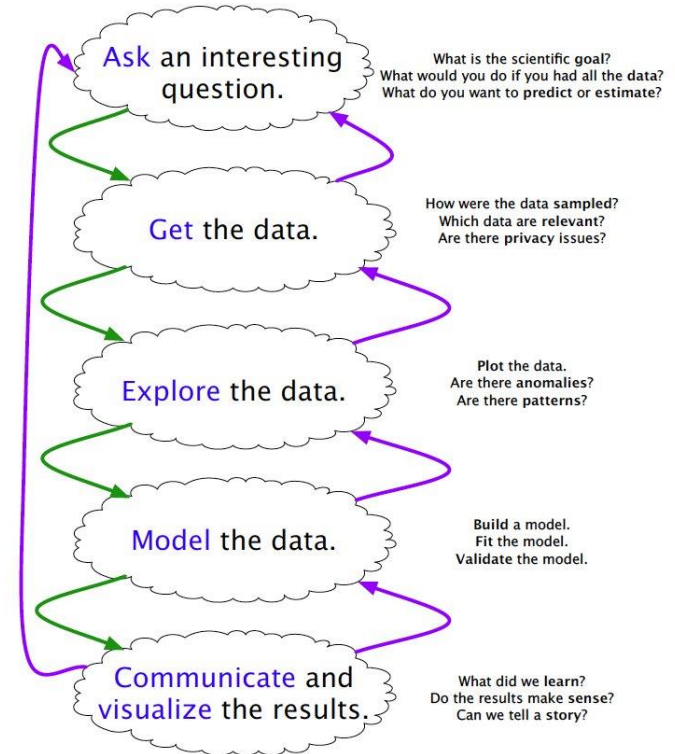 Ask an interesting
question.
What is the scientific goal?
What would you do if you had all the data?
What do you want to predict or estimate?
Get the data.
How were the data sampled?
Which data are relevant?
Are there privacy issues?
Explore the data.
Plot the data.
Are there anomalies?
Are there patterns?
Model the data.
Build a model.
Fit the model.
Validate the model.
Communicate and
visualize the results.
What did we learn?
Do the results make sense?
Can we tell a story?